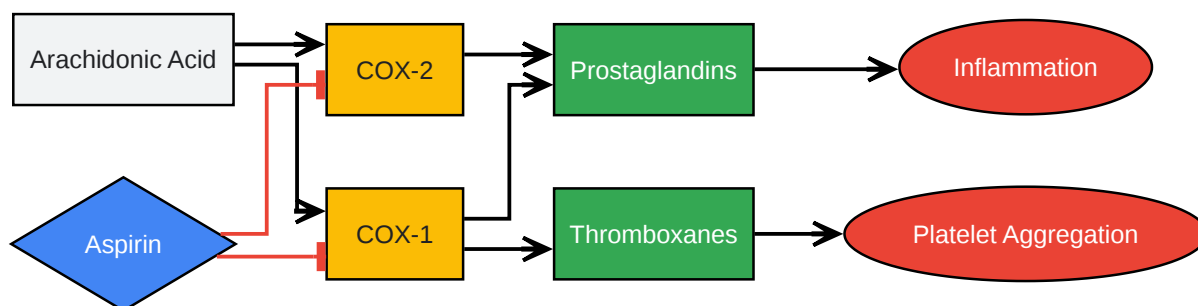 Arachidonic Acid
COX-2
Prostaglandins
Inflammation
Aspirin
COX-1
Thromboxanes
Platelet Aggregation